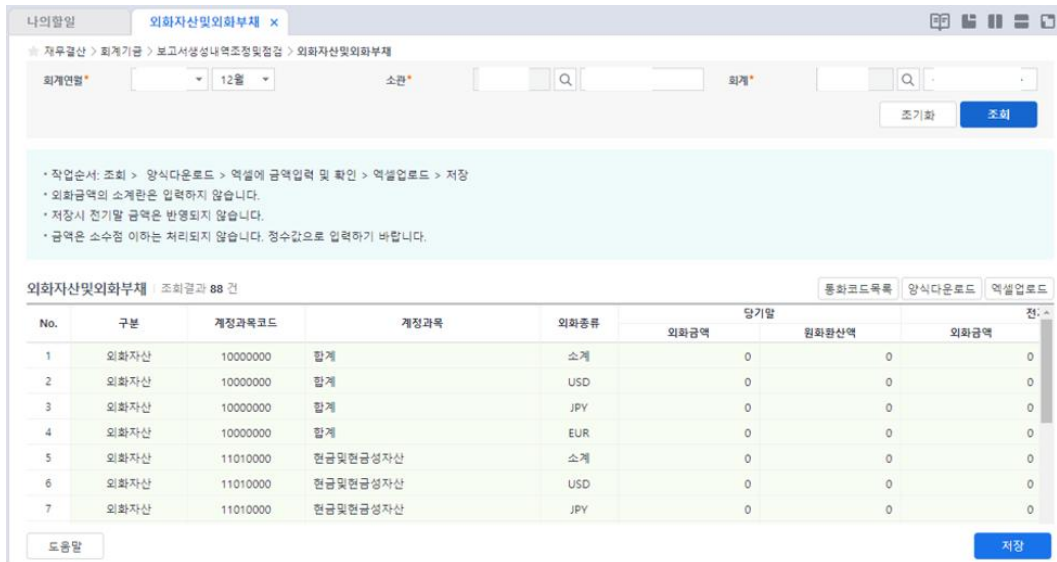 나의할일 외화자산및외화부채 ×
재무결산 > 회계기금 > 보고서생성내역조정및점검 > 외화자산및외화부채
회계연월* 12월 소관* 회계*
초기화 조회
• 작업순서: 조회 > 양식다운로드 > 엑셀에 금액입력 및 확인 > 엑셀업로드 > 저장
• 외화금액의 소계란은 입력하지 않습니다.
• 저장시 전기말 금액은 반영되지 않습니다.
• 금액은 소수점 이하는 처리되지 않습니다. 정수값으로 입력하기 바랍니다.
외화자산및외화부채 조회결과 88 건 통화코드목록 양식다운로드 엑셀업로드
No. 구분 계정과목코드 계정과목 외화종류 당기말
외화금액 원화환산액 외화금액
1 외화자산 10000000 합계 소계 0 0 0
2 외화자산 10000000 합계 USD 0 0 0
3 외화자산 10000000 합계 JPY 0 0 0
4 외화자산 10000000 합계 EUR 0 0 0
5 외화자산 11010000 현금및현금성자산 소계 0 0 0
6 외화자산 11010000 현금및현금성자산 USD 0 0 0
7 외화자산 11010000 현금및현금성자산 JPY 0 0 0
도움말 저장